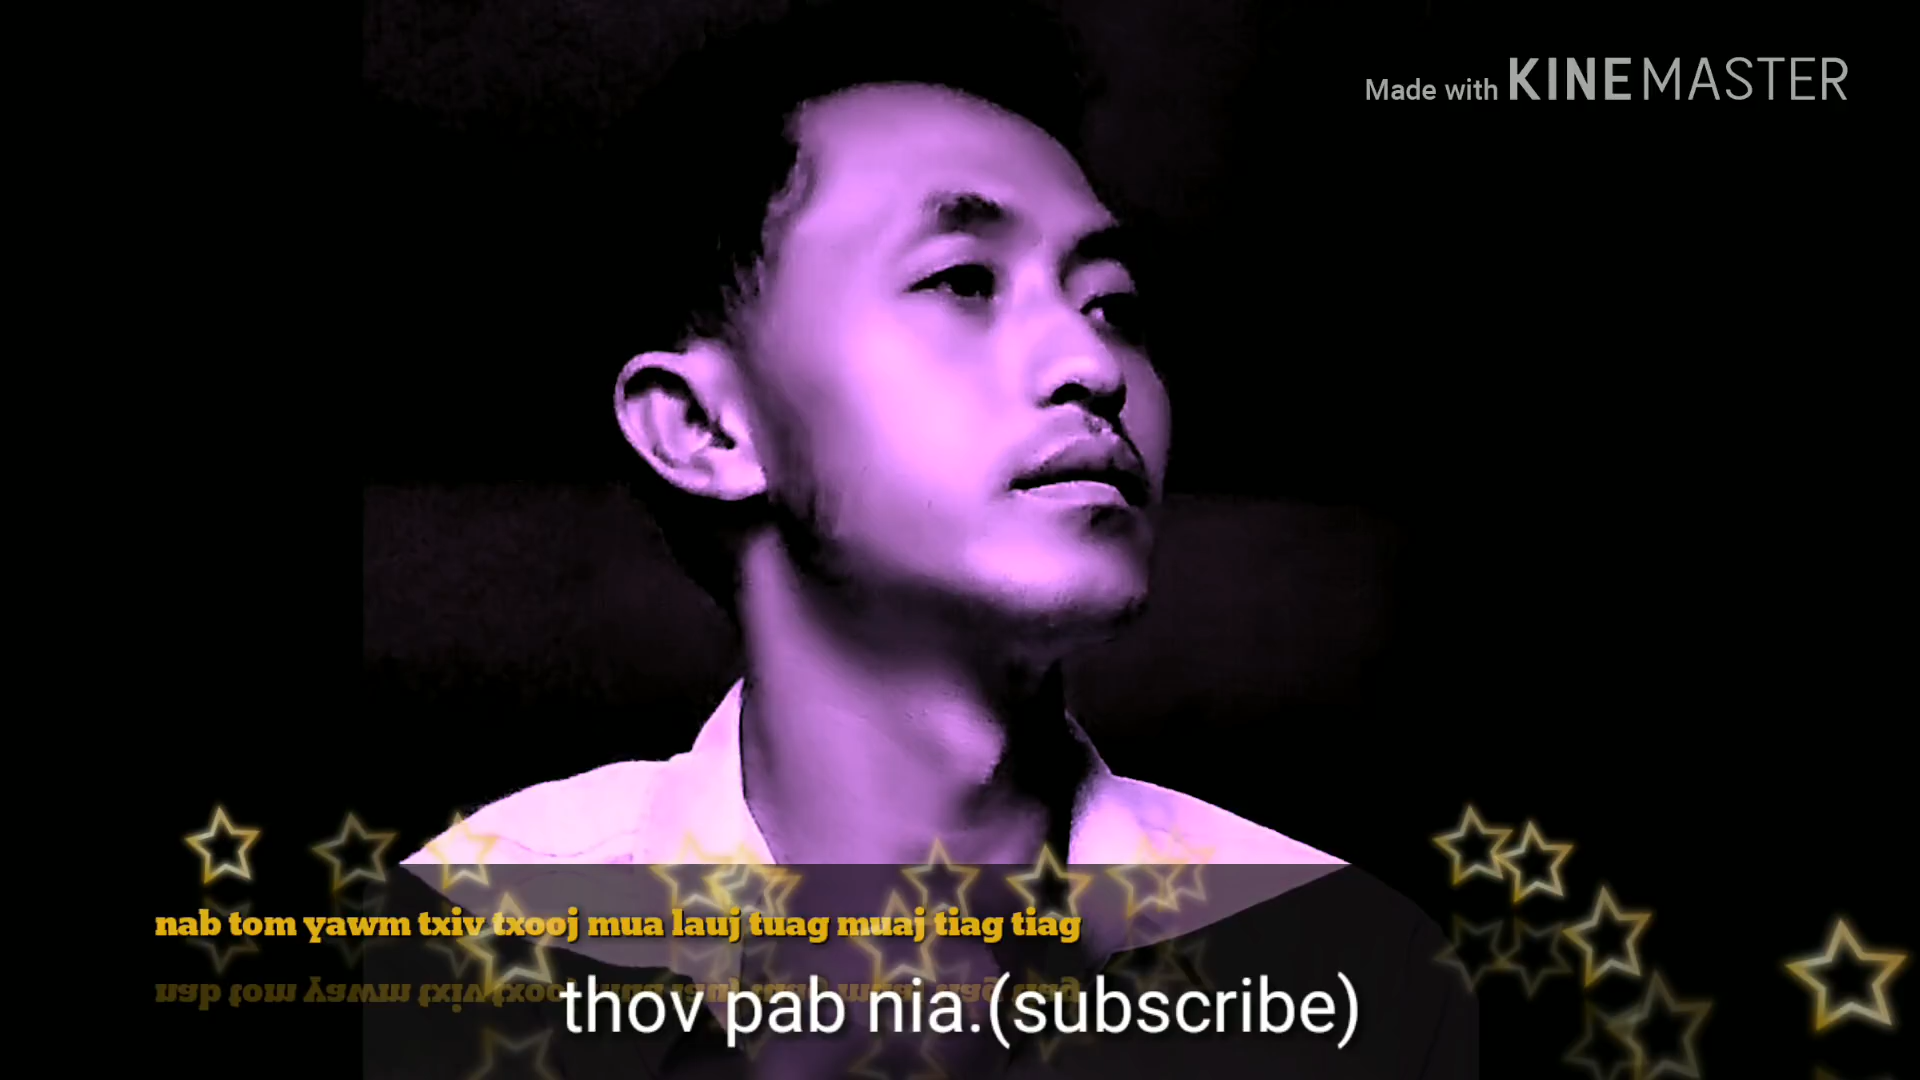 Made with KINEMASTER
nab tom yawm txiv txooj mua lauj tuag muaj tiag tiag
thov pab nia.(subscribe)